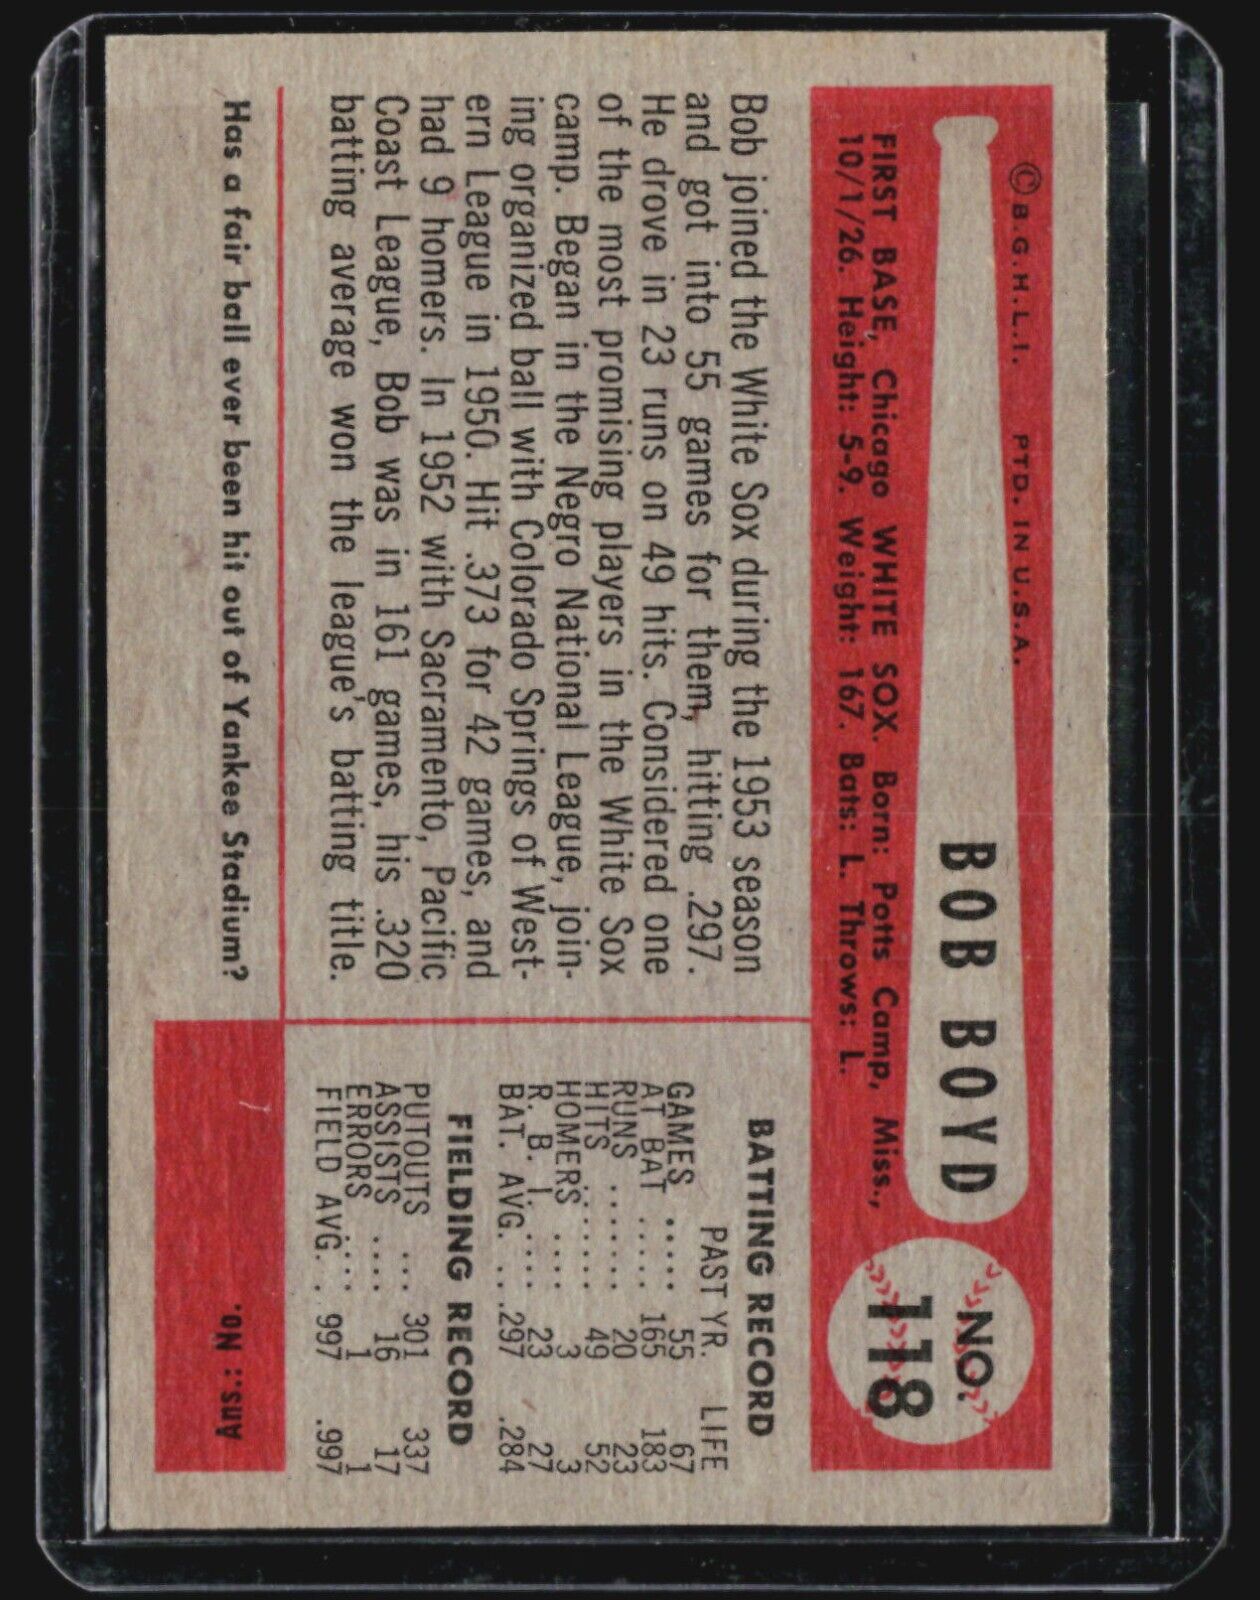 © B.G.H.L.I. PTD. IN U.S.A.
BOB BOYD
NO.
118
FIRST BASE, Chicago WHITE SOX. Born: Potts Camp, Miss.,
10/1/26. Height: 5-9. Weight: 167. Bats: L. Throws: L.
Bob joined the White Sox during the 1953 season
and got into 55 games for them, hitting .297.
He drove in 23 runs on 49 hits. Considered one
of the most promising players in the White Sox
camp. Began in the Negro National League, join-
ing organized ball with Colorado Springs of West-
ern League in 1950. Hit .373 for 42 games, and
had 9 homers. In 1952 with Sacramento, Pacific
Coast League, Bob was in 161 games, his .320
batting average won the league's batting title.
BATTING RECORD
PAST YR. LIFE
GAMES ..... 55 67
AT BAT ..... 165 183
RUNS ....... 20 23
HITS ....... 49 52
HOMERS .... 3 3
R. B. I. .... 23 27
BAT. AVG. .. .297 .284
FIELDING RECORD
PUTOUTS ... 301 337
ASSISTS .... 16 17
ERRORS .... 1 1
FIELD AVG. . .997 .997
Has a fair ball ever been hit out of Yankee Stadium?
Ans.: No.